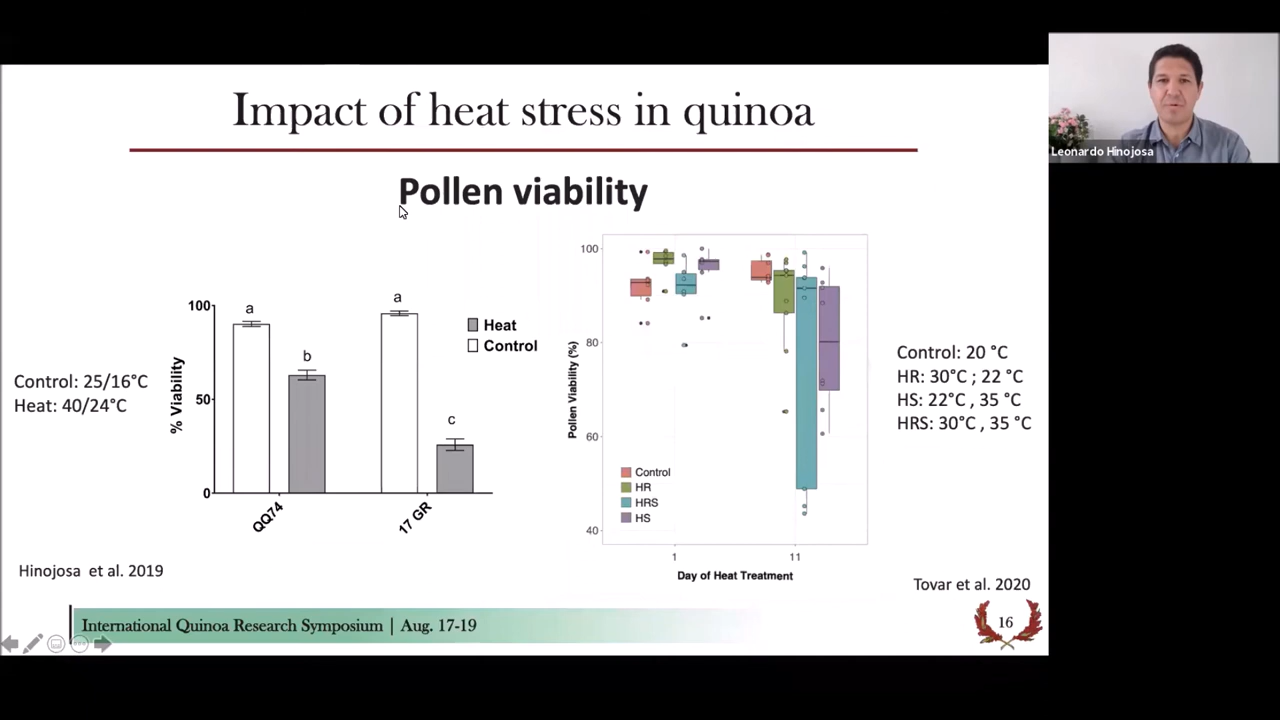 Impact of heat stress in quinoa
Leonardo Hinojosa
Pollen viability
Control: 25/16°C
Heat: 40/24°C
% Viability
100
50
0
a
b
a
c
QQ74
17 GR
Heat
Control
Hinojosa et al. 2019
Pollen Viability (%)
100
80
60
40
Control
HR
HRS
HS
1
11
Day of Heat Treatment
Control: 20 °C
HR: 30°C ; 22 °C
HS: 22°C , 35 °C
HRS: 30°C , 35 °C
Tovar et al. 2020
International Quinoa Research Symposium | Aug. 17-19
16